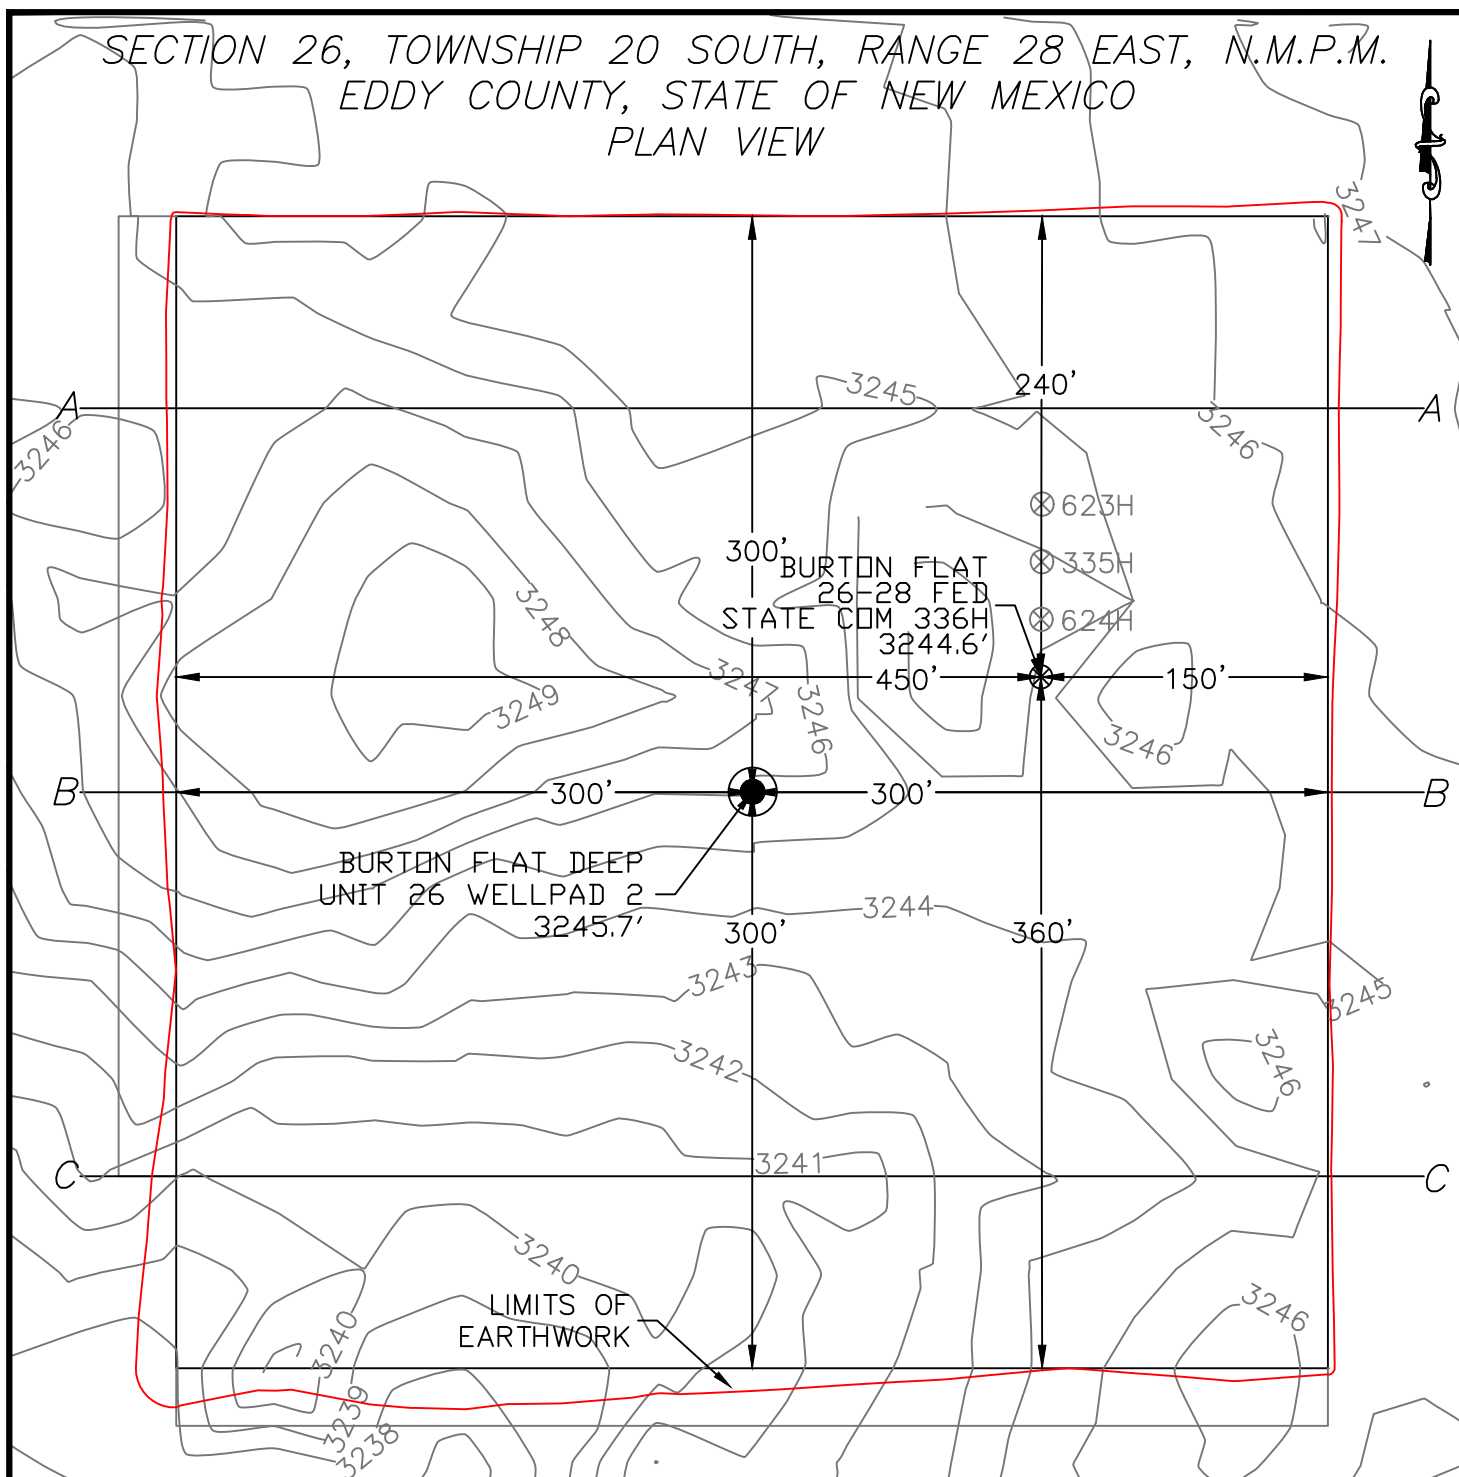 SECTION 26, TOWNSHIP 20 SOUTH, RANGE 28 EAST, N.M.P.M.
EDDY COUNTY, STATE OF NEW MEXICO
PLAN VIEW
3247
240'
3245
A
A
3246
3246
623H
300'
BURTON FLAT
335H
26-28 FED
STATE COM 336H
624H
3244.6'
3248
450'
150'
3247
3249
3246
3246
B
300'
300'
B
BURTON FLAT DEEP
UNIT 26 WELLPAD 2
3245.7'
3244
300'
360'
3243
3245
3242
3246
3241
C
C
3240
LIMITS OF
EARTHWORK
3246
3240
3239
3238